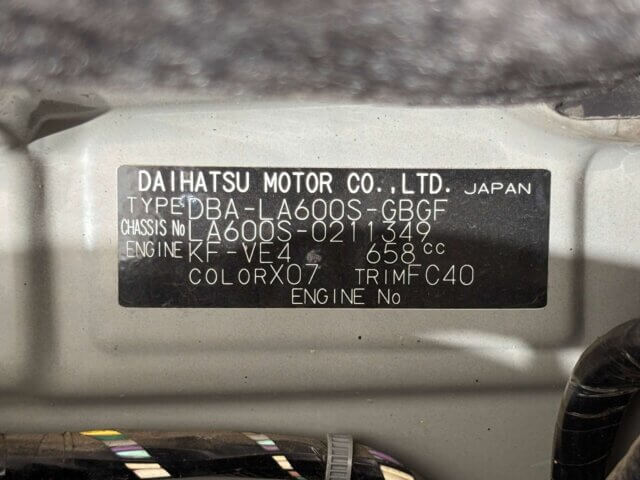 DAIHATSU MOTOR CO.,LTD. JAPAN
TYPE DBA-LA600S-GBGF
CHASSIS No LA600S-0211349
ENGINE KF-VE4 658cc
COLOR X07 TRIM FC40
ENGINE No